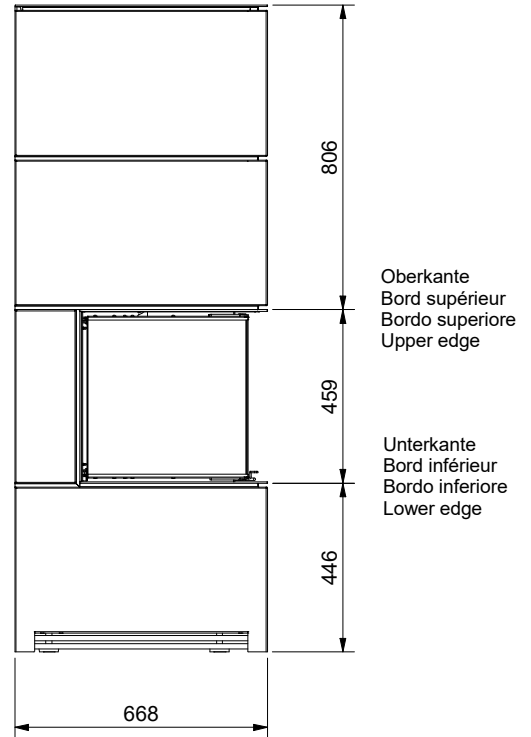 806
Oberkante
Bord supérieur
Bordo superiore
Upper edge
459
Unterkante
Bord inférieur
Bordo inferiore
Lower edge
446
668